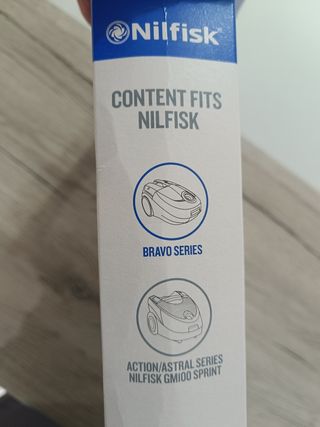 Nilfisk
CONTENT FITS
NILFISK
BRAVO SERIES
ACTION/ASTRAL SERIES
NILFISK GM100 SPRINT